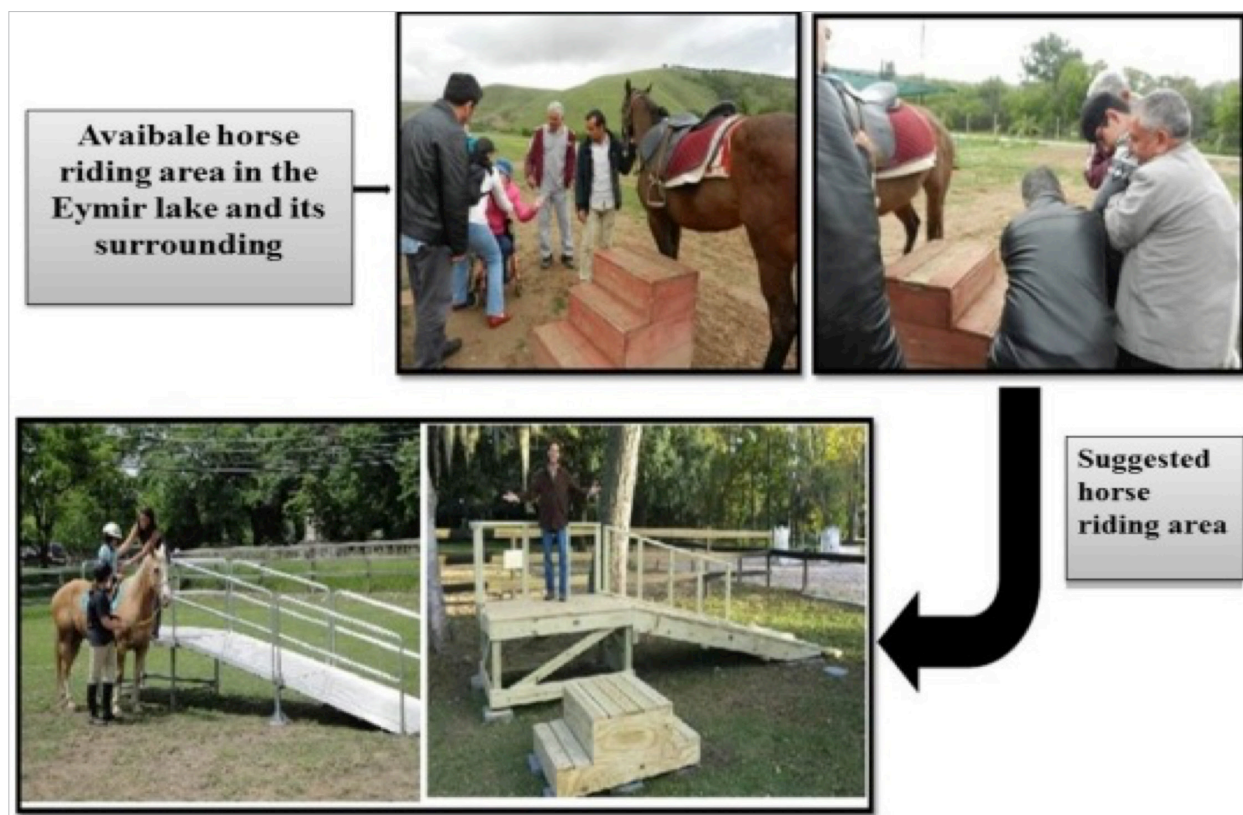 Avaibale horse
riding area in the
Eymir lake and its
surrounding
Suggested
horse
riding area